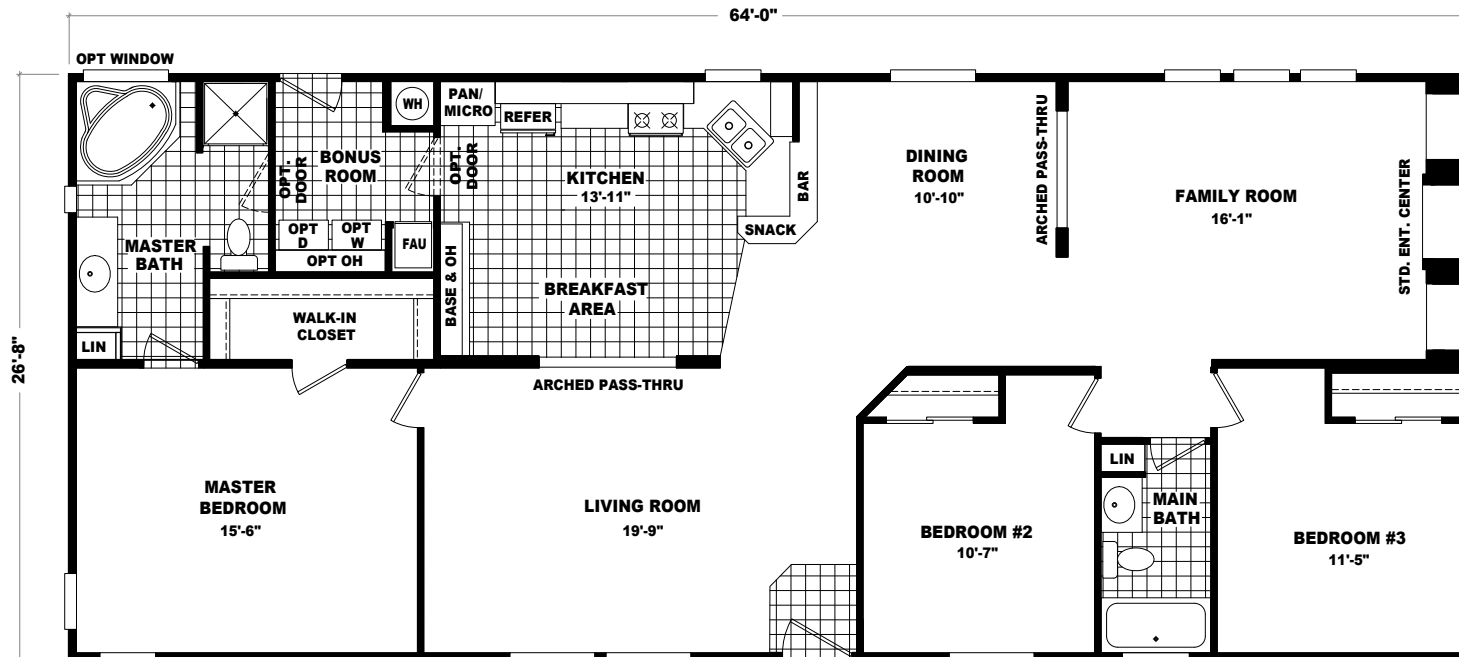 64'-0"
OPT WINDOW
26'-8"
PAN/
MICRO
REFER
WH
BONUS
ROOM
OPT.
DOOR
OPT.
DOOR
KITCHEN
13'-11"
BAR
SNACK
DINING
ROOM
10'-10"
ARCHED PASS-THRU
FAMILY ROOM
16'-1"
STD. ENT. CENTER
MASTER
BATH
OPT
D
OPT
W
OPT OH
FAU
BASE & OH
BREAKFAST
AREA
LIN
WALK-IN
CLOSET
ARCHED PASS-THRU
MASTER
BEDROOM
15'-6"
LIVING ROOM
19'-9"
BEDROOM #2
10'-7"
LIN
MAIN
BATH
BEDROOM #3
11'-5"